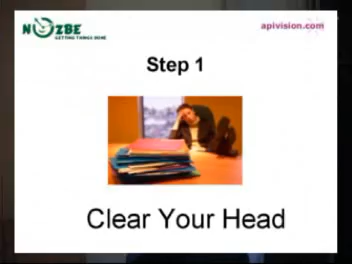 NOZBE
GETTING THINGS DONE
apivision.com
Step 1
Clear Your Head